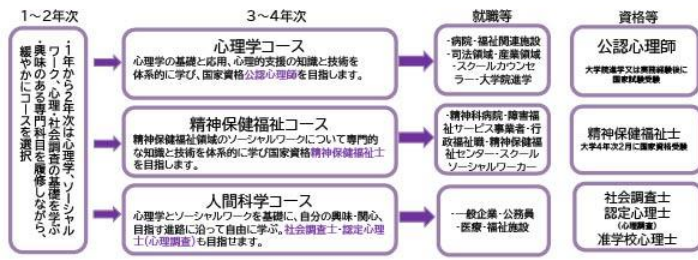 1～2年次
・1年から2年次は心理学、ソーシャル
ワーク、心理・社会調査の基礎を学ぶ
・興味のある専門科目を履修しながら、
緩やかにコースを選択
3～4年次
心理学コース
心理学の基礎と応用、心理的支援の知識と技術を
体系的に学び、国家資格公認心理師を目指します。
精神保健福祉コース
精神保健福祉領域のソーシャルワークについて専門的
な知識と技術を体系的に学び国家資格精神保健福祉士
を目指します。
人間科学コース
心理学とソーシャルワークを基礎に、自分の興味・関心、
目指す進路に沿って自由に学ぶ。社会調査士・認定心理
士(心理調査)も目指せます。
就職等
・病院・福祉関連施設
・司法領域・産業領域
・スクールカウンセ
ラー・大学院進学
・精神科病院・障害福
祉サービス事業者・行
政福祉職・精神保健福
祉センター・スクール
ソーシャルワーカー
・一般企業・公務員
・医療・福祉施設
資格等
公認心理師
大学院進学又は実務経験後に
国家試験受験
精神保健福祉士
大学4年次2月に国家資格受験
社会調査士
認定心理士
(心理調査)
准学校心理士